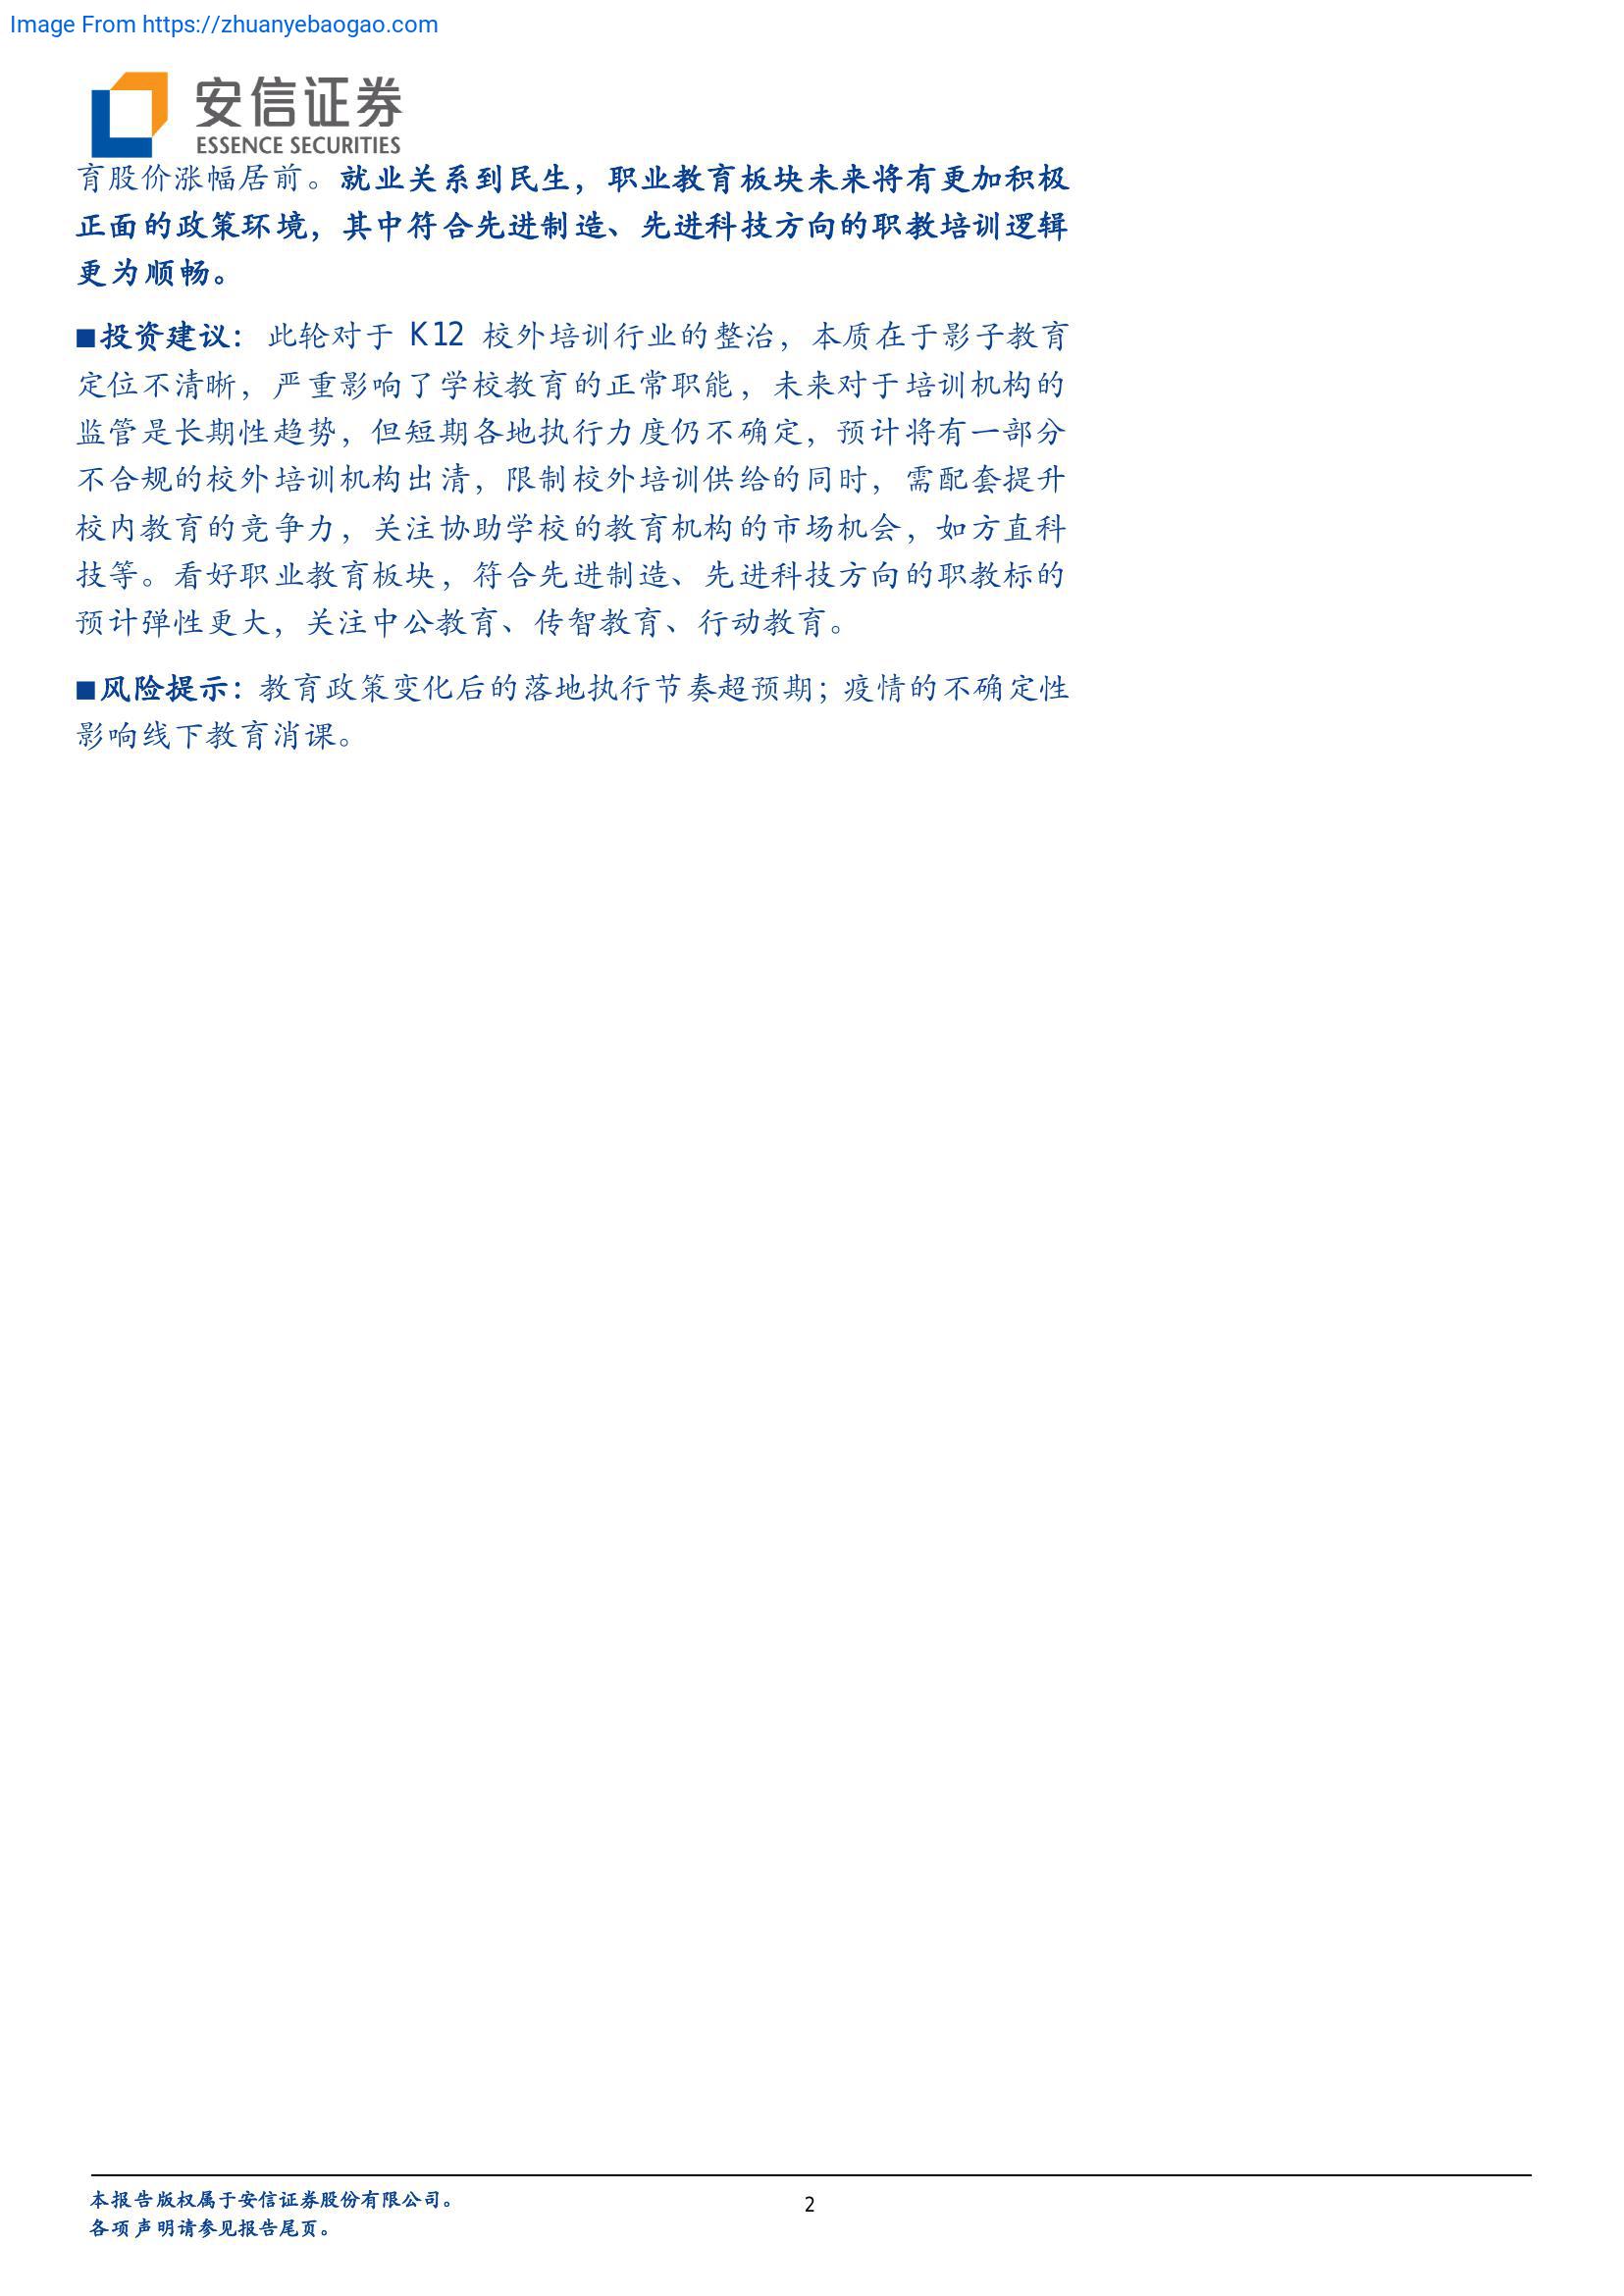 Image From https://zhuanyebaogao.com
安信证券
ESSENCE SECURITIES
育股价涨幅居前。就业关系到民生，职业教育板块未来将有更加积极
正面的政策环境，其中符合先进制造、先进科技方向的职教培训逻辑
更为顺畅。
■投资建议：此轮对于 K12 校外培训行业的整治，本质在于影子教育
定位不清晰，严重影响了学校教育的正常职能，未来对于培训机构的
监管是长期性趋势，但短期各地执行力度仍不确定，预计将有一部分
不合规的校外培训机构出清，限制校外培训供给的同时，需配套提升
校内教育的竞争力，关注协助学校的教育机构的市场机会，如方直科
技等。看好职业教育板块，符合先进制造、先进科技方向的职教标的
预计弹性更大，关注中公教育、传智教育、行动教育。
■风险提示：教育政策变化后的落地执行节奏超预期；疫情的不确定性
影响线下教育消课。
本报告版权属于安信证券股份有限公司。
2
各项声明请参见报告尾页。